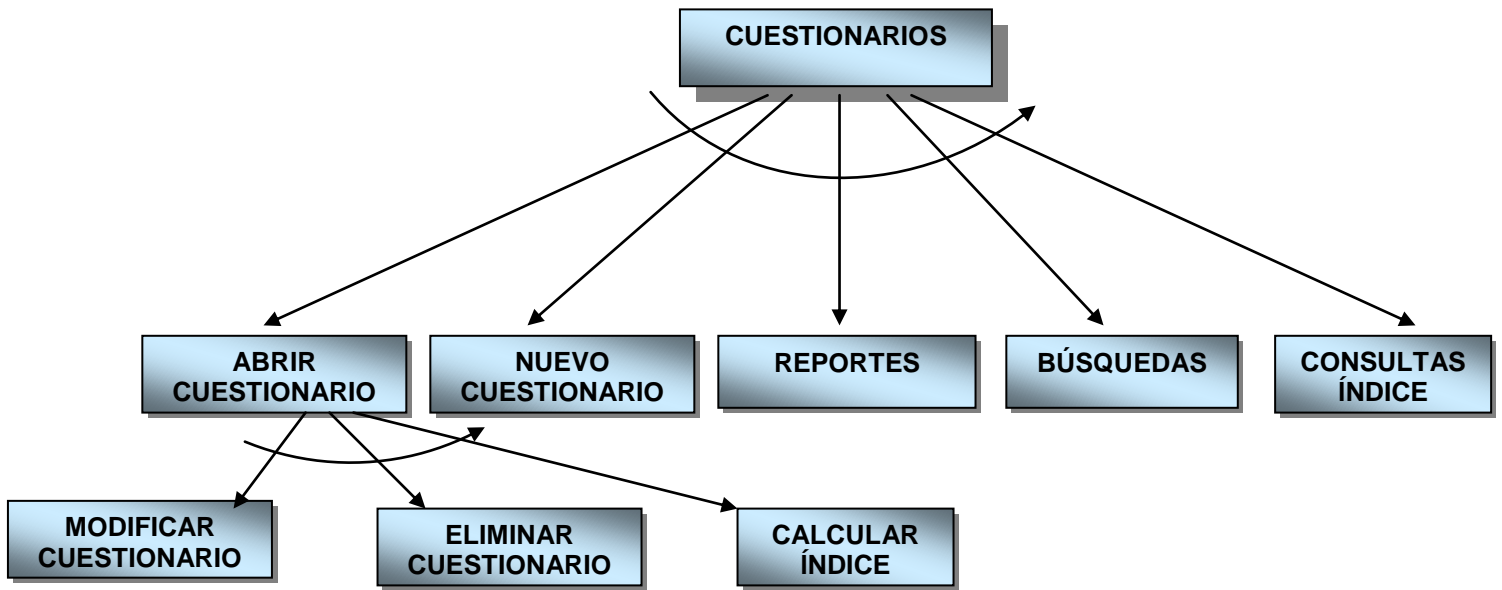 CUESTIONARIOS
ABRIR
CUESTIONARIO
NUEVO
CUESTIONARIO
REPORTES
BÚSQUEDAS
CONSULTAS
ÍNDICE
MODIFICAR
CUESTIONARIO
ELIMINAR
CUESTIONARIO
CALCULAR
ÍNDICE